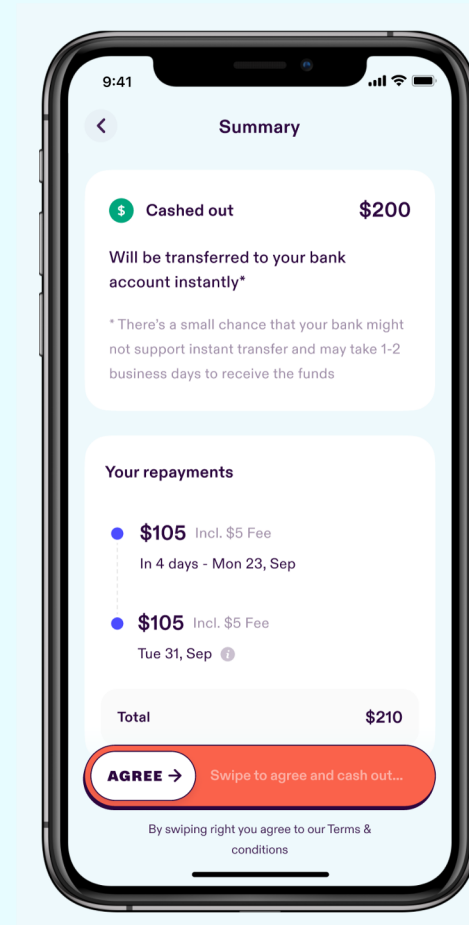 9:41
Summary
$ Cashed out $200
Will be transferred to your bank
account instantly*
* There's a small chance that your bank might
not support instant transfer and may take 1-2
business days to receive the funds
Your repayments
$105 Incl. $5 Fee
In 4 days - Mon 23, Sep
$105 Incl. $5 Fee
Tue 31, Sep i
Total $210
AGREE → Swipe to agree and cash out...
By swiping right you agree to our Terms &
conditions